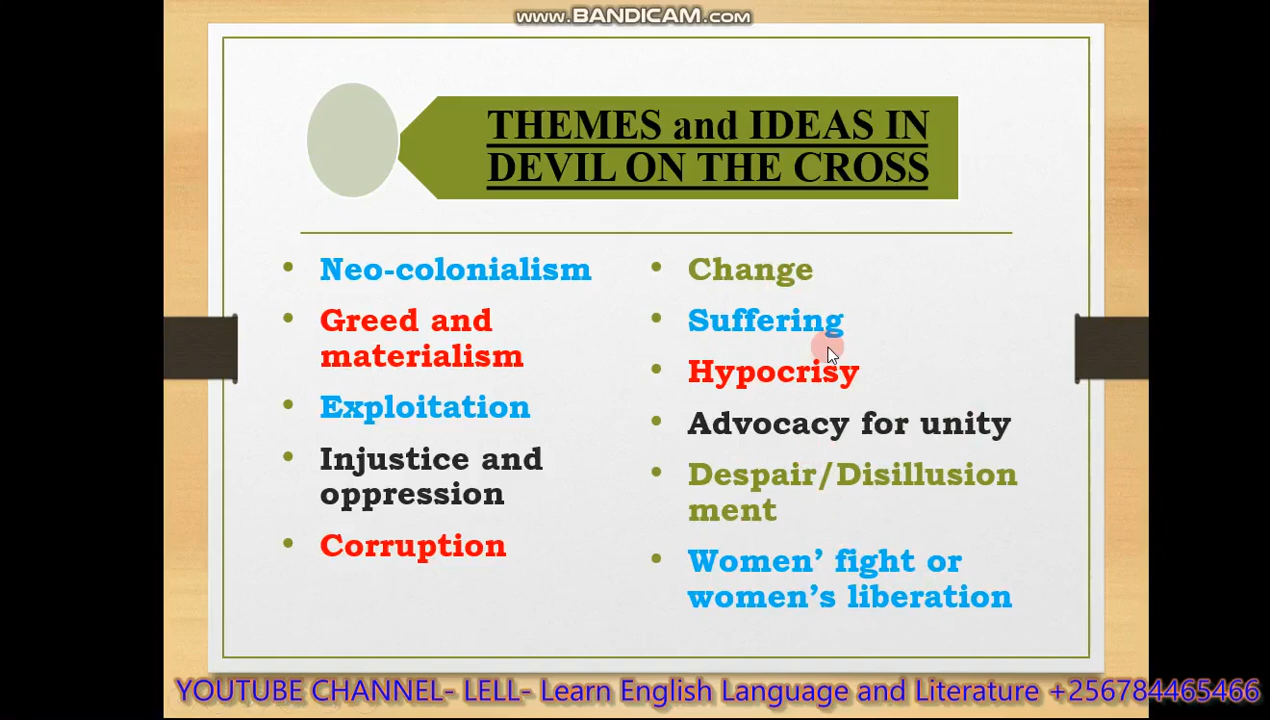 www.BANDICAM.com
THEMES and IDEAS IN
DEVIL ON THE CROSS
Neo-colonialism
Greed and
materialism
Exploitation
Injustice and
oppression
Corruption
Change
Suffering
Hypocrisy
Advocacy for unity
Despair/Disillusion
ment
Women’ fight or
women’s liberation
YOUTUBE CHANNEL- LELL- Learn English Language and Literature +256784465466